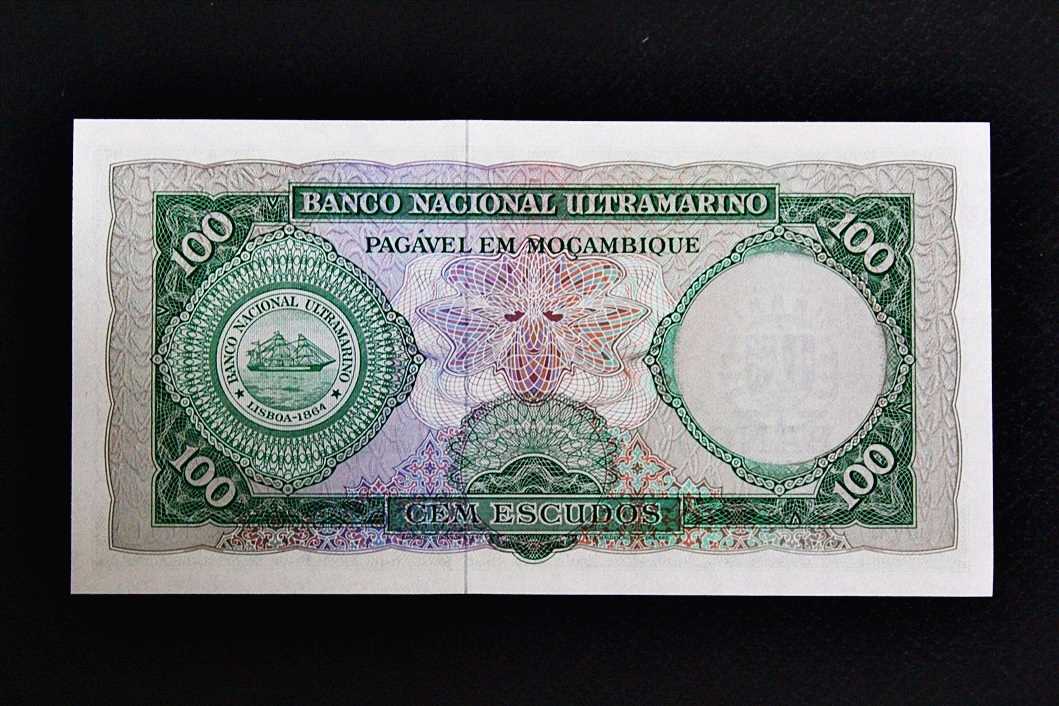 BANCO NACIONAL ULTRAMARINO
PAGÁVEL EM MOÇAMBIQUE
100
100
BANCO NACIONAL ULTRAMARINO
LISBOA-1864
100
100
CEM ESCUDOS